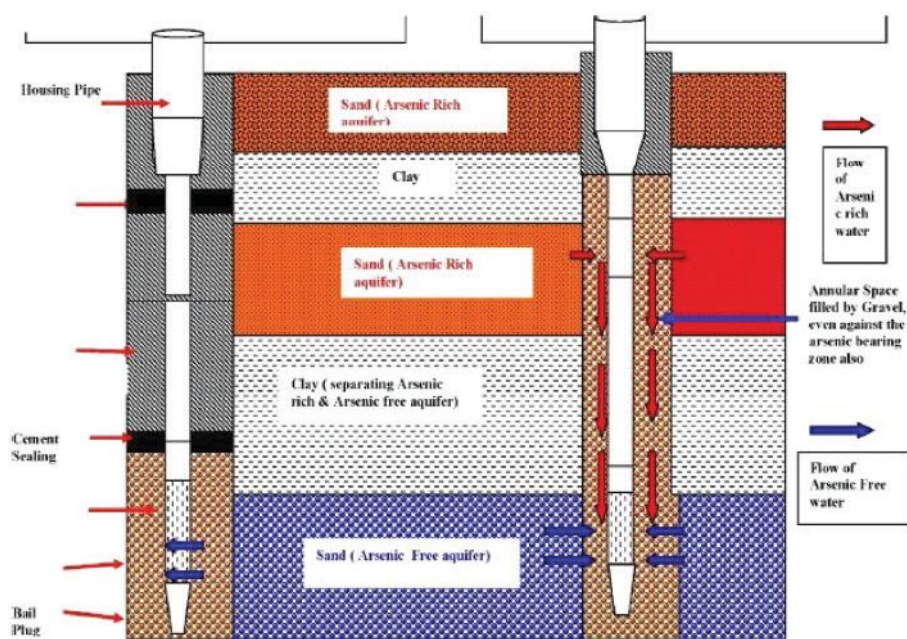 Housing Pipe
Sand ( Arsenic Rich
aquifer)
Clay
Sand (Arsenic Rich
aquifer)
Clay ( separating Arsenic
rich & Arsenic free aquifer)
Cement
Sealing
Sand ( Arsenic  Free aquifer)
Bail
Plug
Flow
of
Arseni
c rich
water
Annular Space
filled by Gravel,
even against the
arsenic bearing
zone also
Flow of
Arsenic Free
water